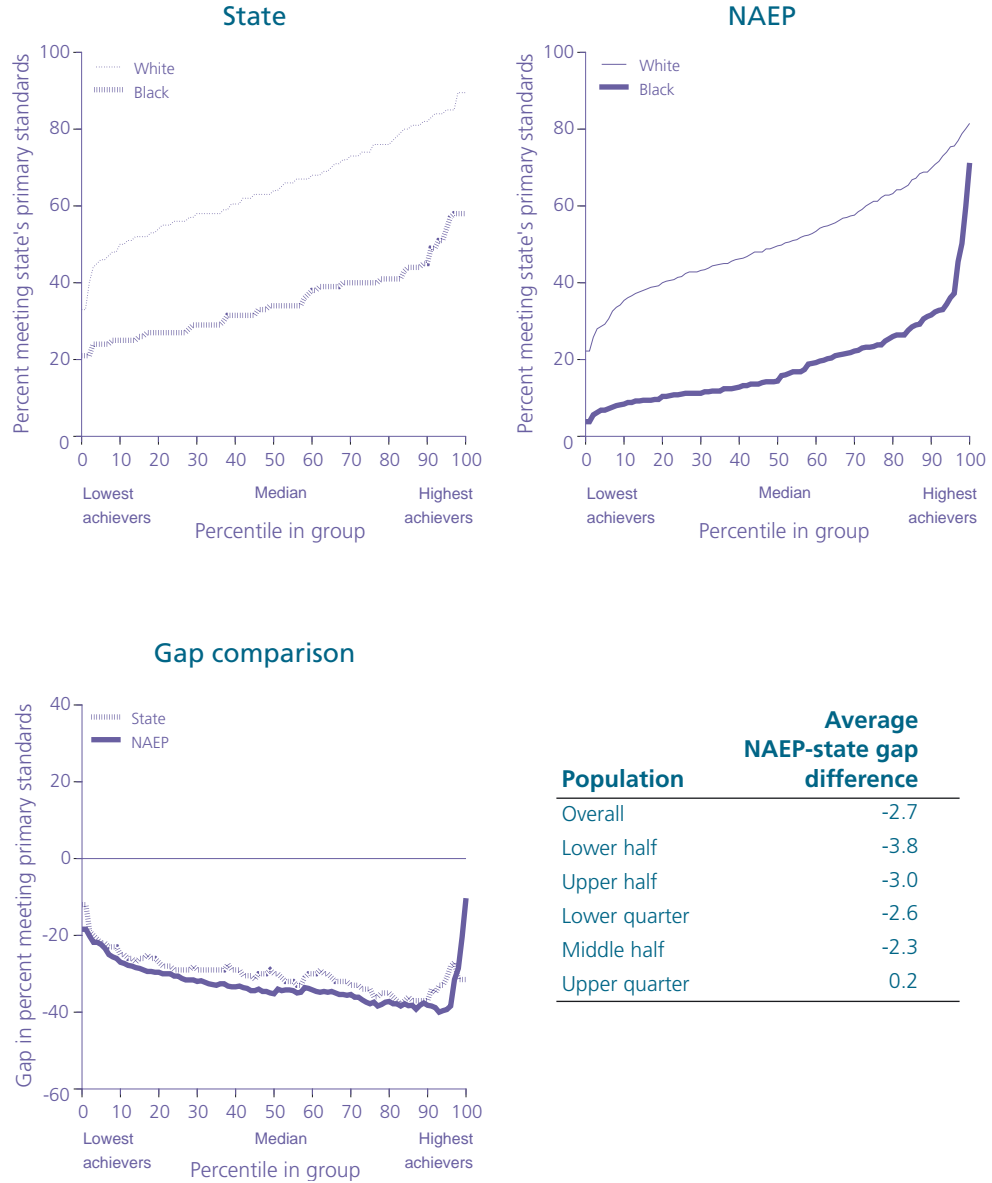 State
Percent meeting state's primary standards
100
80
60
40
20
0
White
Black
0 10 20 30 40 50 60 70 80 90 100
Lowest achievers
Median
Highest achievers
Percentile in group
NAEP
Percent meeting state's primary standards
100
80
60
40
20
0
White
Black
0 10 20 30 40 50 60 70 80 90 100
Lowest achievers
Median
Highest achievers
Percentile in group
Gap comparison
Gap in percent meeting primary standards
40
20
0
-20
-40
-60
State
NAEP
0 10 20 30 40 50 60 70 80 90 100
Lowest achievers
Median
Highest achievers
Percentile in group
Average
NAEP-state gap
Population difference
Overall -2.7
Lower half -3.8
Upper half -3.0
Lower quarter -2.6
Middle half -2.3
Upper quarter 0.2